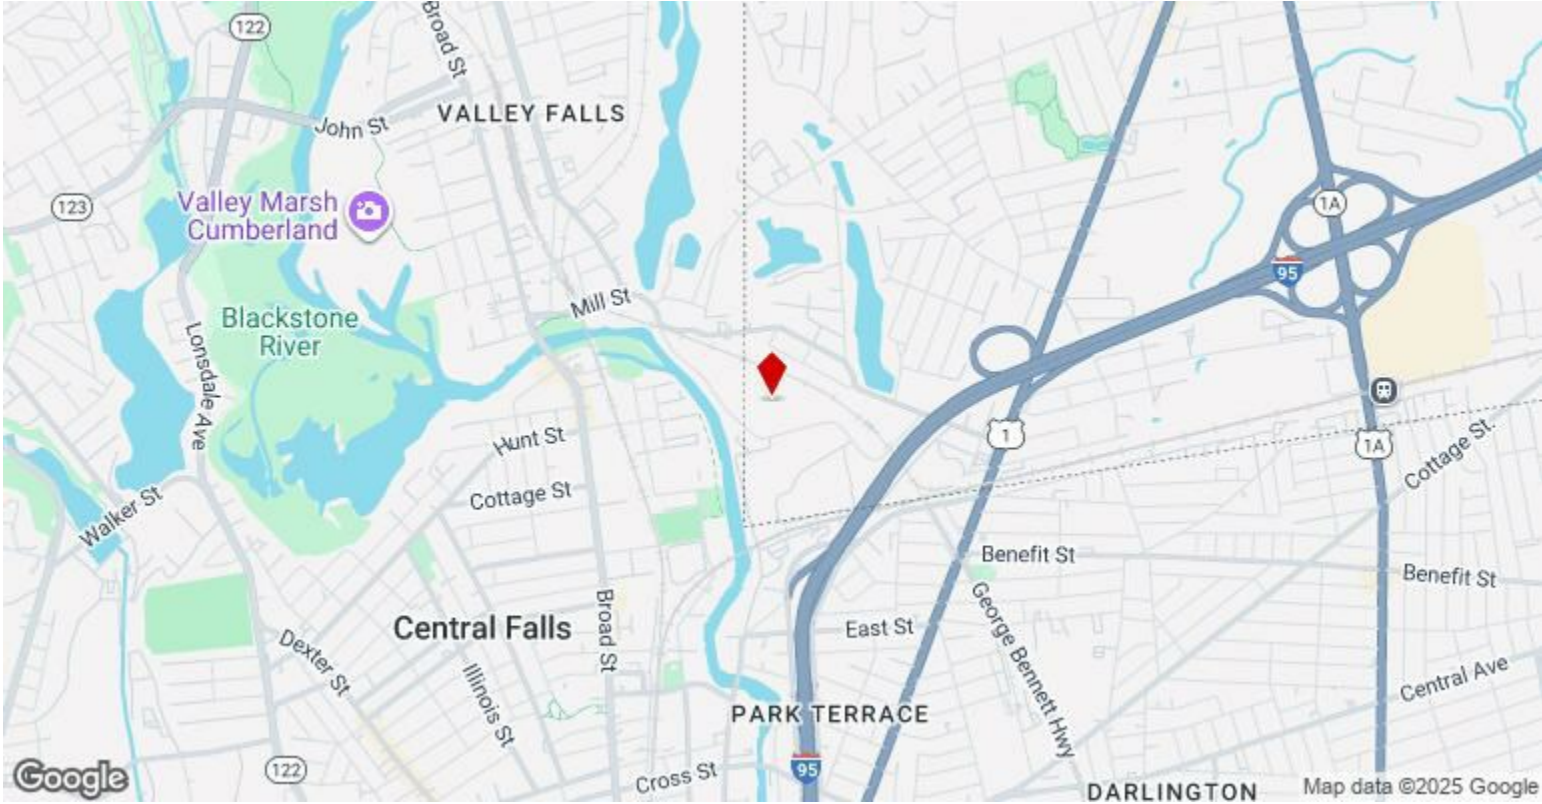 122
Broad St
VALLEY FALLS
John St
123
Valley Marsh
Cumberland
1A
95
Mill St
Blackstone
River
Lonsdale Ave
1
1A
Hunt St
Cottage St.
Cottage St
Walker St
Benefit St
Benefit St
George Bennett Hwy
Broad St
Central Falls
East St
Dexter St
Illinois St
Central Ave
PARK TERRACE
122
95
Cross St
DARLINGTON
Google
Map data ©2025 Google